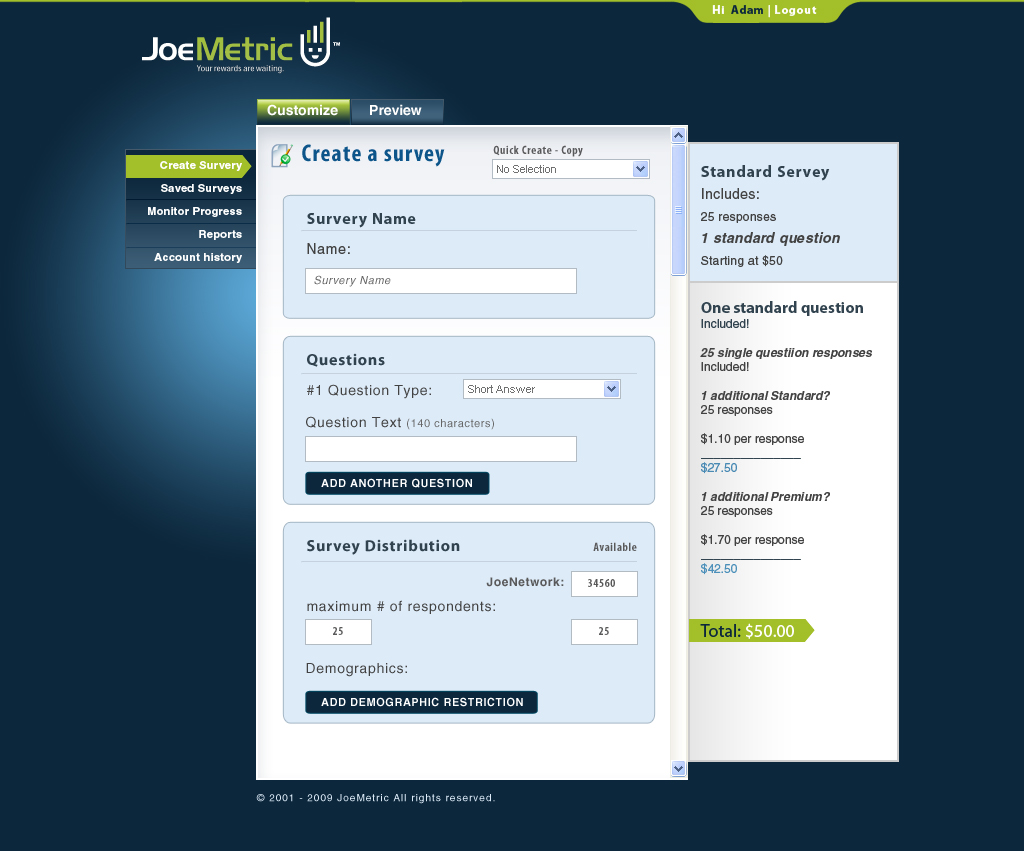 Hi Adam | Logout
JoeMetric™
Your rewards are waiting.
Customize
Preview
Create Survery
Saved Surveys
Monitor Progress
Reports
Account history
Create a survey
Quick Create - Copy
No Selection
Survery Name
Name:
Survery Name
Questions
#1 Question Type:
Short Answer
Question Text (140 characters)
ADD ANOTHER QUESTION
Survey Distribution
Available
JoeNetwork:
34560
maximum # of respondents:
25
25
Demographics:
ADD DEMOGRAPHIC RESTRICTION
Standard Servey
Includes:
25 responses
1 standard question
Starting at $50
One standard question
Included!
25 single questiion responses
Included!
1 additional Standard?
25 responses
$1.10 per response
$27.50
1 additional Premium?
25 responses
$1.70 per response
$42.50
Total: $50.00
© 2001 - 2009 JoeMetric All rights reserved.